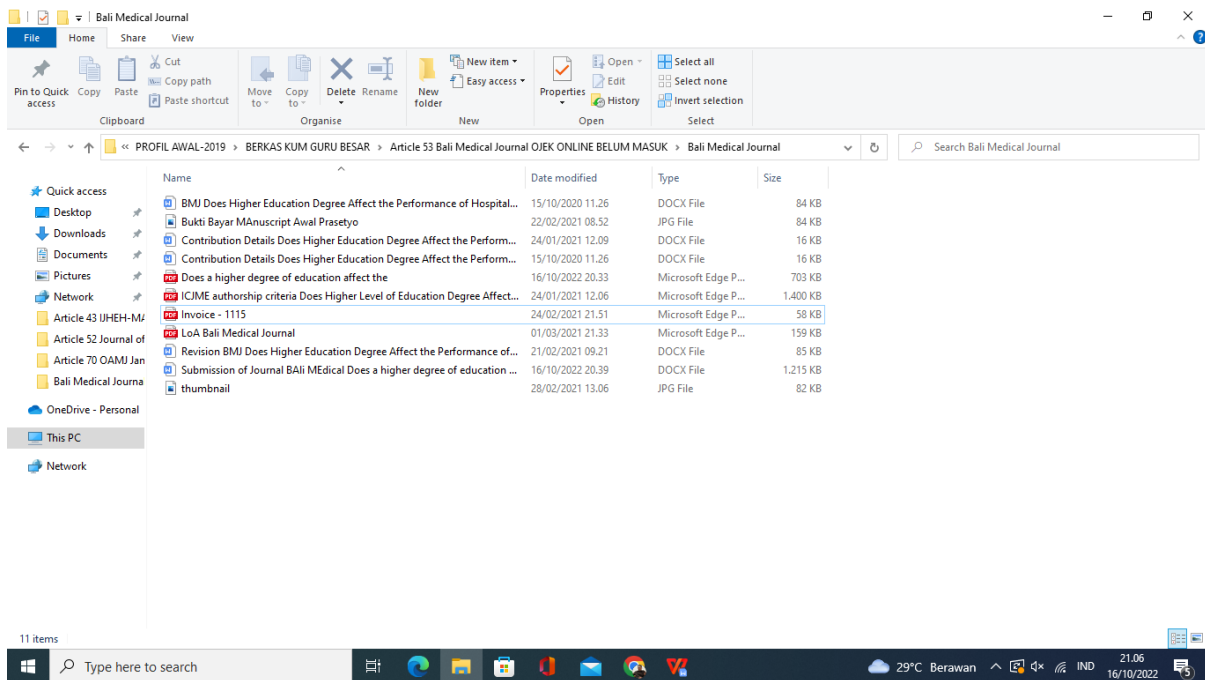 Bali Medical Journal
File Home Share View
Pin to Quick access
Copy
Paste
Cut
Copy path
Paste shortcut
Move to
Copy to
Delete
Rename
New folder
New item
Easy access
Properties
Open
Edit
History
Select all
Select none
Invert selection
Clipboard Organise New Open Select
« PROFIL AWAL-2019 > BERKAS KUM GURU BESAR > Article 53 Bali Medical Journal OJEK ONLINE BELUM MASUK > Bali Medical Journal
Search Bali Medical Journal
Quick access
Desktop
Downloads
Documents
Pictures
Network
Article 43 IJHEH-MA
Article 52 Journal of
Article 70 OAMJ Jan
Bali Medical Journa
OneDrive - Personal
This PC
Network
Name Date modified Type Size
BMJ Does Higher Education Degree Affect the Performance of Hospital... 15/10/2020 11.26 DOCX File 84 KB
Bukti Bayar MAnuscript Awal Prasetyo 22/02/2021 08.52 JPG File 84 KB
Contribution Details Does Higher Education Degree Affect the Perform... 24/01/2021 12.09 DOCX File 16 KB
Contribution Details Does Higher Education Degree Affect the Perform... 15/10/2020 11.26 DOCX File 16 KB
PDF Does a higher degree of education affect the 16/10/2022 20.33 Microsoft Edge P... 703 KB
PDF ICJME authorship criteria Does Higher Level of Education Degree Affect... 24/01/2021 12.06 Microsoft Edge P... 1.400 KB
PDF Invoice - 1115 24/02/2021 21.51 Microsoft Edge P... 58 KB
PDF LoA Bali Medical Journal 01/03/2021 21.33 Microsoft Edge P... 159 KB
Revision BMJ Does Higher Education Degree Affect the Performance of... 21/02/2021 09.21 DOCX File 85 KB
Submission of Journal BAli MEdical Does a higher degree of education ... 16/10/2022 20.39 DOCX File 1.215 KB
thumbnail 28/02/2021 13.06 JPG File 82 KB
11 items
Type here to search
29°C Berawan
IND
21.06
16/10/2022
5